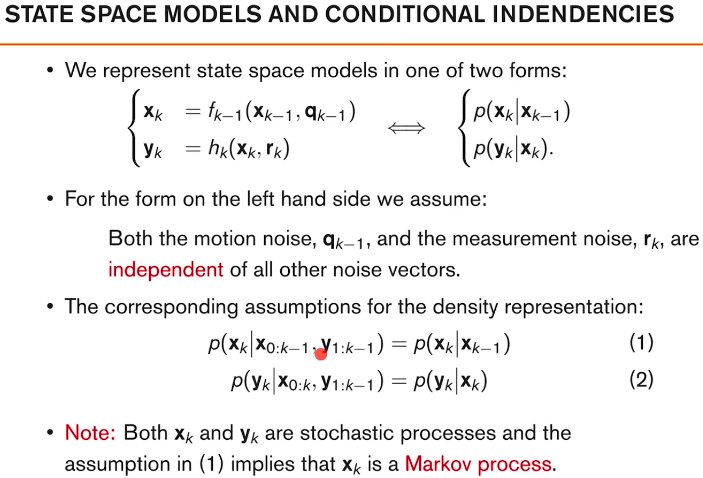 STATE SPACE MODELS AND CONDITIONAL INDENDENCIES
• We represent state space models in one of two forms:
{ xₖ = fₖ₋₁(xₖ₋₁, qₖ₋₁) ⟺ { p(xₖ|xₖ₋₁)
yₖ = hₖ(xₖ, rₖ) p(yₖ|xₖ).
• For the form on the left hand side we assume:
Both the motion noise, qₖ₋₁, and the measurement noise, rₖ, are
independent of all other noise vectors.
• The corresponding assumptions for the density representation:
p(xₖ|x₀:ₖ₋₁, y₁:ₖ₋₁) = p(xₖ|xₖ₋₁) (1)
p(yₖ|x₀:ₖ, y₁:ₖ₋₁) = p(yₖ|xₖ) (2)
• Note: Both xₖ and yₖ are stochastic processes and the
assumption in (1) implies that xₖ is a Markov process.